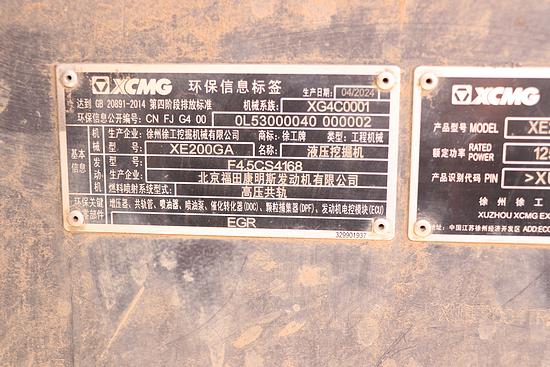 XCMG 环保信息标签 生产日期: 04/2024
达到 GB 20891-2014 第四阶段排放标准 机械系族: XG4C0001
环保信息公开编号: CN FJ G4 00 0L53000040 000002
基本信息
机械 生产企业: 徐州徐工挖掘机械有限公司 商标: 徐工牌 类型: 工程机械
型号: XE200GA 名称: 液压挖掘机
发动机 型号: F4.5CS4168
生产企业: 北京福田康明斯发动机有限公司
燃料喷射系统型式: 高压共轨
环保关键零部件 增压器、共轨管、喷油器、喷油泵、催化转化器(DOC)、颗粒捕集器(DPF)、发动机电控模块(ECU)
EGR
329901937
XCMG
产品型号 MODEL XE
额定功率 RATED POWER 12
产品识别代码 PIN >XU
徐州徐工
XUZHOU XCMG EX
地址: 中国江苏徐州经济开发区 ADD:ECO